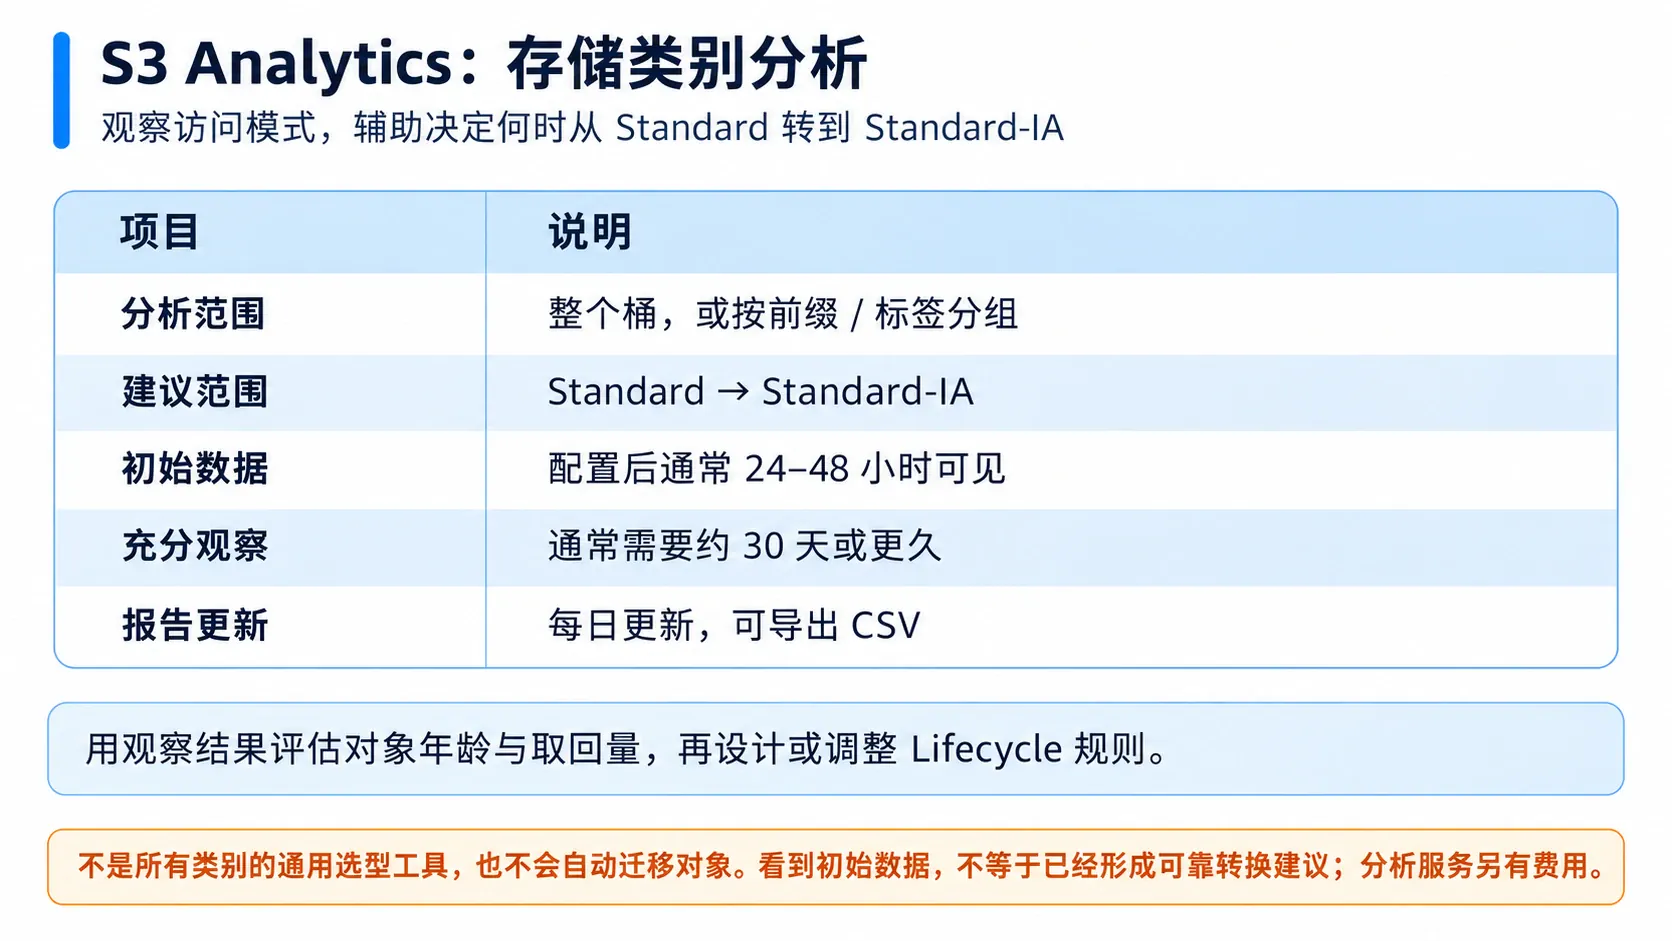 S3 Analytics：存储类别分析
观察访问模式，辅助决定何时从 Standard 转到 Standard-IA
项目 说明
分析范围 整个桶，或按前缀 / 标签分组
建议范围 Standard → Standard-IA
初始数据 配置后通常 24–48 小时可见
充分观察 通常需要约 30 天或更久
报告更新 每日更新，可导出 CSV
用观察结果评估对象年龄与取回量，再设计或调整 Lifecycle 规则。
不是所有类别的通用选型工具，也不会自动迁移对象。看到初始数据，不等于已经形成可靠转换建议；分析服务另有费用。